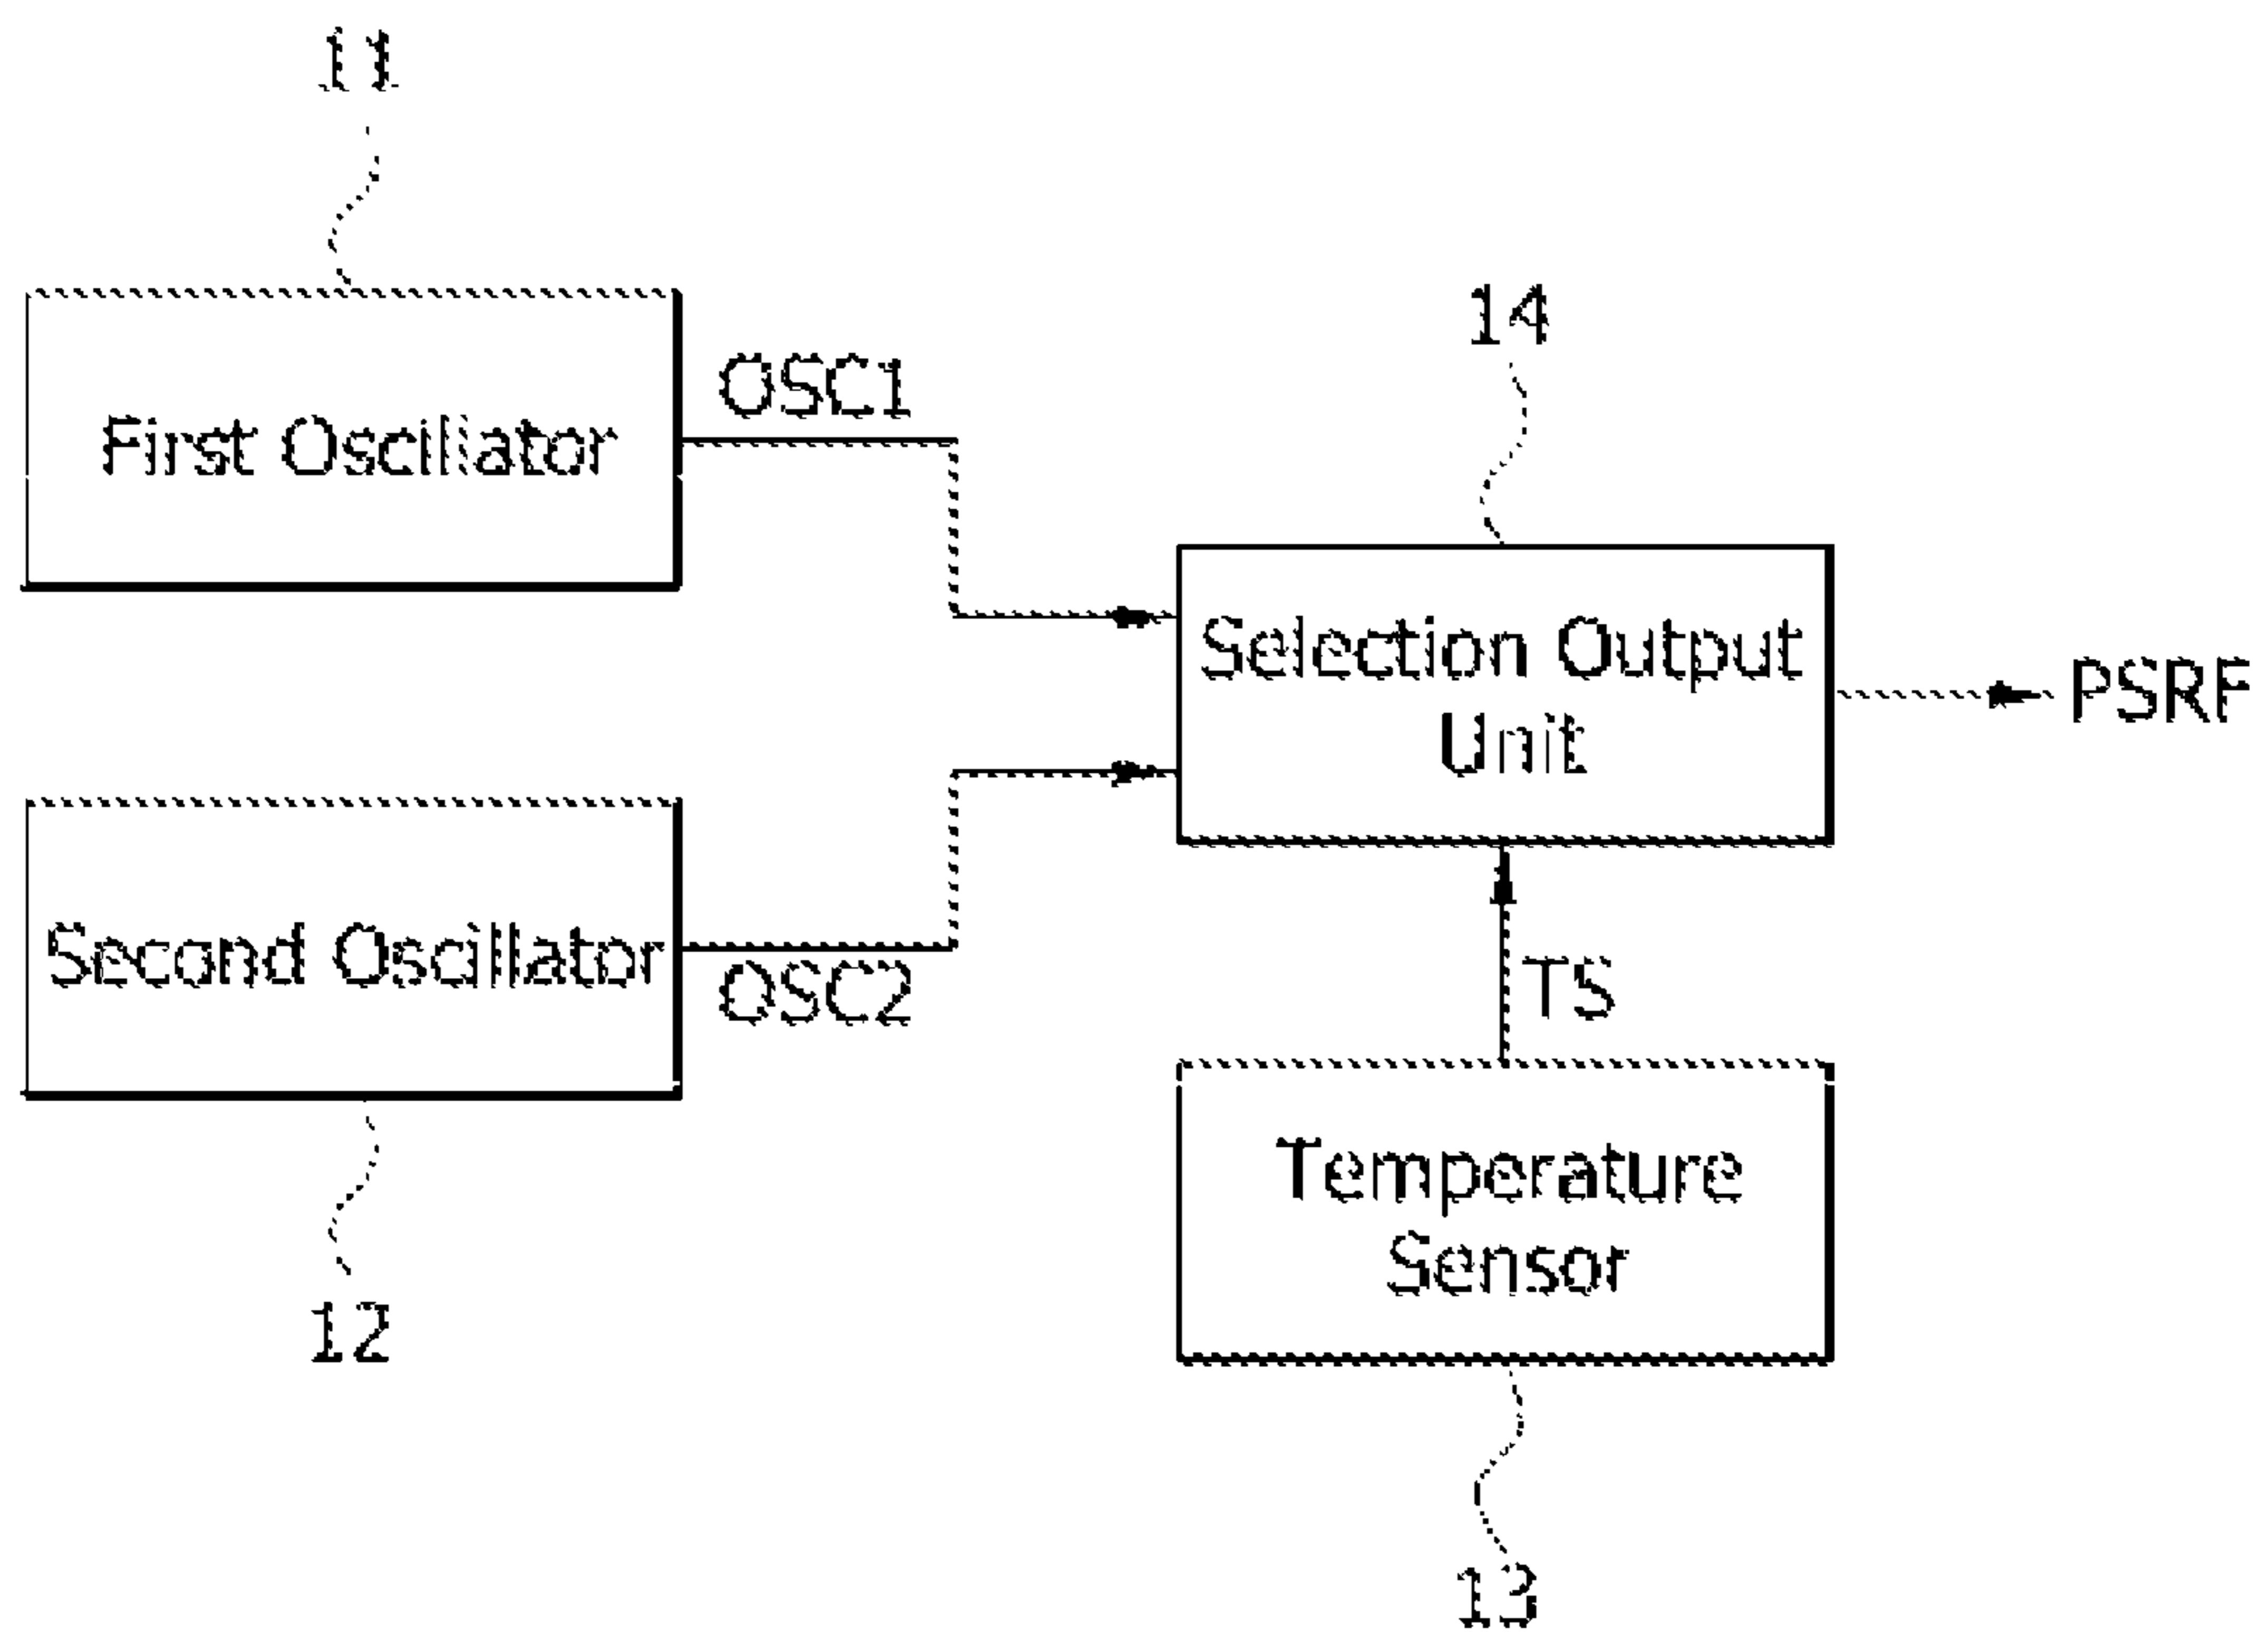 11
First Oscillator
OSC1
14
Selection Output
Unit
PSRF
Second Oscillator
OSC2
12
TS
Temperature
Sensor
13